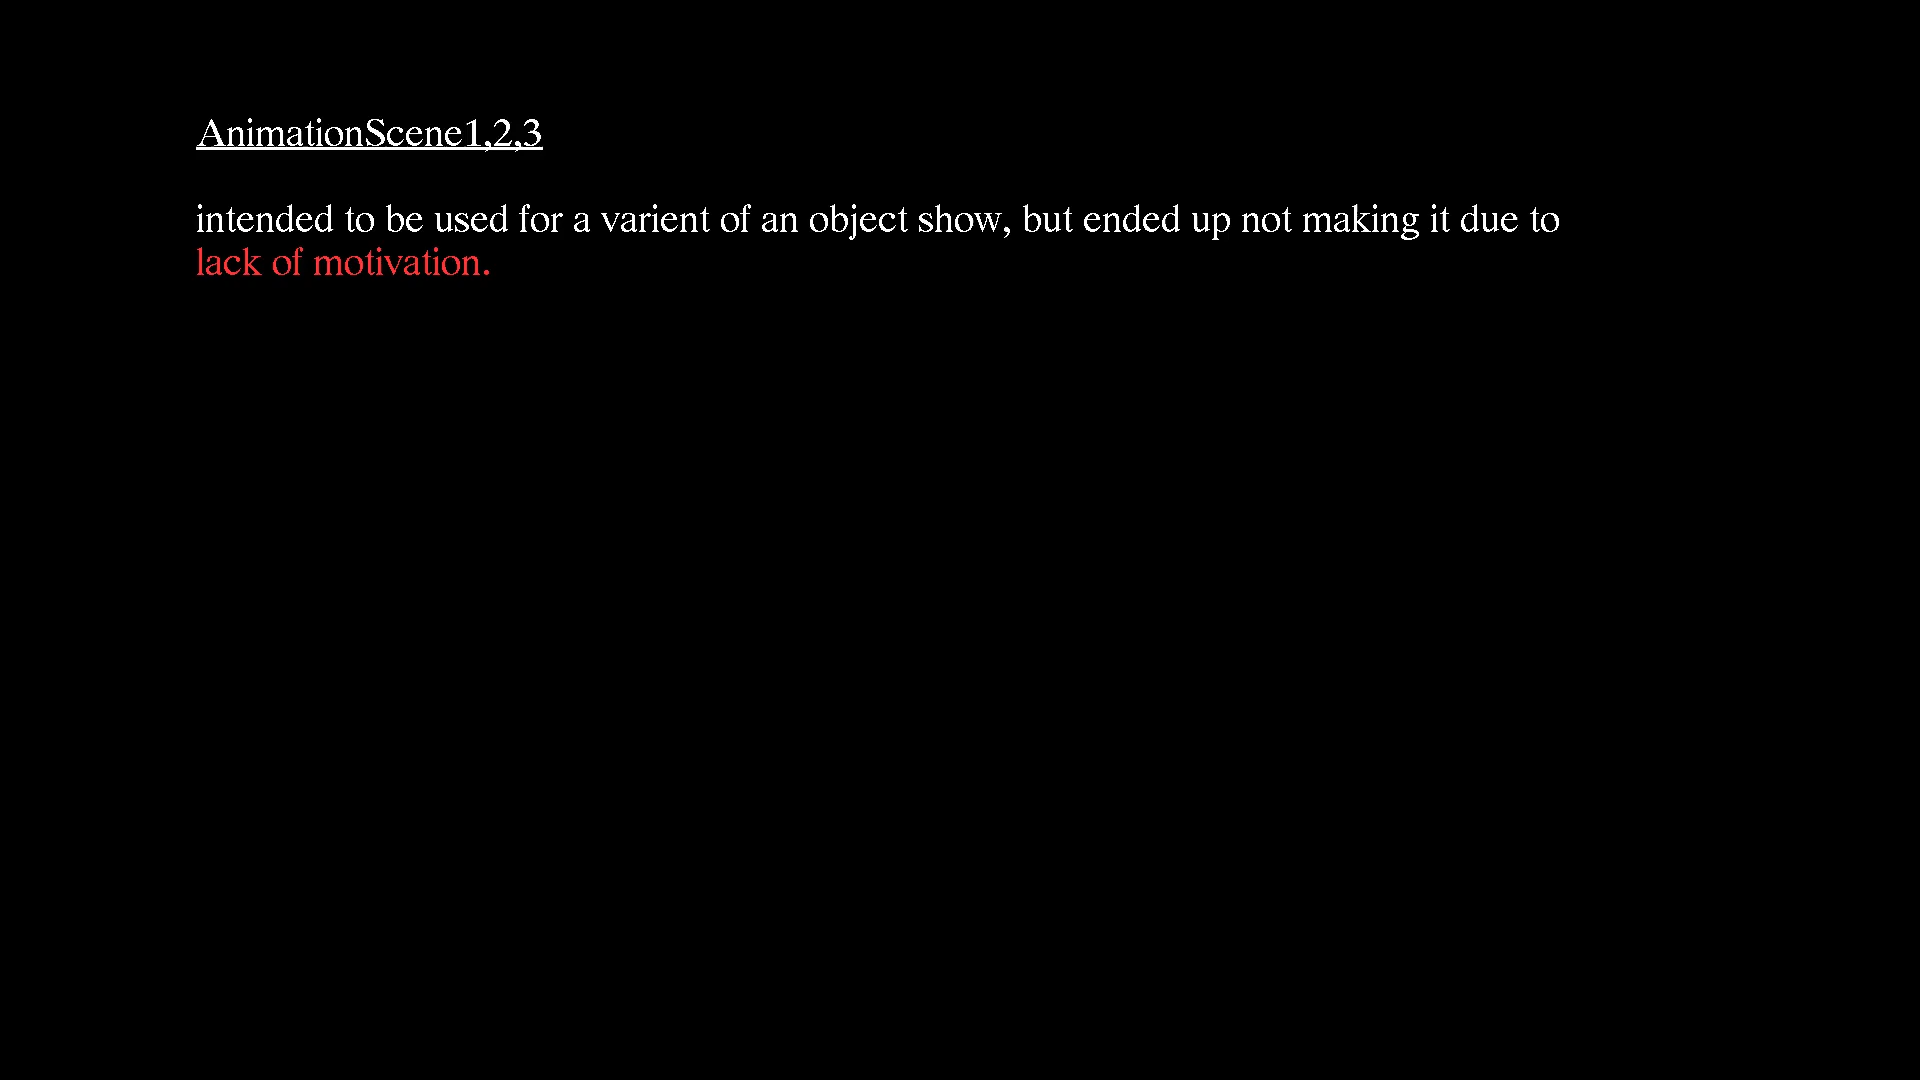 AnimationScene1,2,3
intended to be used for a varient of an object show, but ended up not making it due to
lack of motivation.